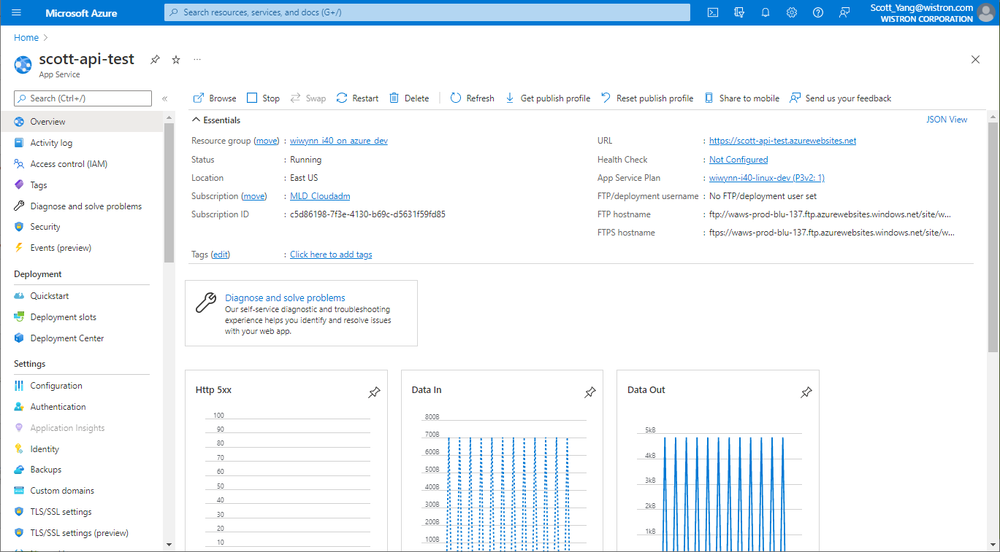 Microsoft Azure
Search resources, services, and docs (G+/)
Scott_Yang@wistron.com
WISTRON CORPORATION
Home
scott-api-test
App Service
Search (Ctrl+/)
Overview
Activity log
Access control (IAM)
Tags
Diagnose and solve problems
Security
Events (preview)
Deployment
Quickstart
Deployment slots
Deployment Center
Settings
Configuration
Authentication
Application Insights
Identity
Backups
Custom domains
TLS/SSL settings
TLS/SSL settings (preview)
Browse Stop Swap Restart Delete Refresh Get publish profile Reset publish profile Share to mobile Send us your feedback
Essentials
JSON View
Resource group (move) : wiwynn_i40_on_azure_dev
Status : Running
Location : East US
Subscription (move) : MLD_Cloudadm
Subscription ID : c5d86198-7f3e-4130-b69c-d5631f59fd85
Tags (edit) : Click here to add tags
URL : https://scott-api-test.azurewebsites.net
Health Check : Not Configured
App Service Plan : wiwynn-i40-linux-dev (P3v2: 1)
FTP/deployment username : No FTP/deployment user set
FTP hostname : ftp://waws-prod-blu-137.ftp.azurewebsites.windows.net/site/w...
FTPS hostname : ftps://waws-prod-blu-137.ftp.azurewebsites.windows.net/site/w...
Diagnose and solve problems
Our self-service diagnostic and troubleshooting
experience helps you identify and resolve issues
with your web app.
Http 5xx
100
90
80
70
60
50
40
30
20
10
Data In
800B
700B
600B
500B
400B
300B
200B
100B
Data Out
5kB
4kB
3kB
2kB
1kB